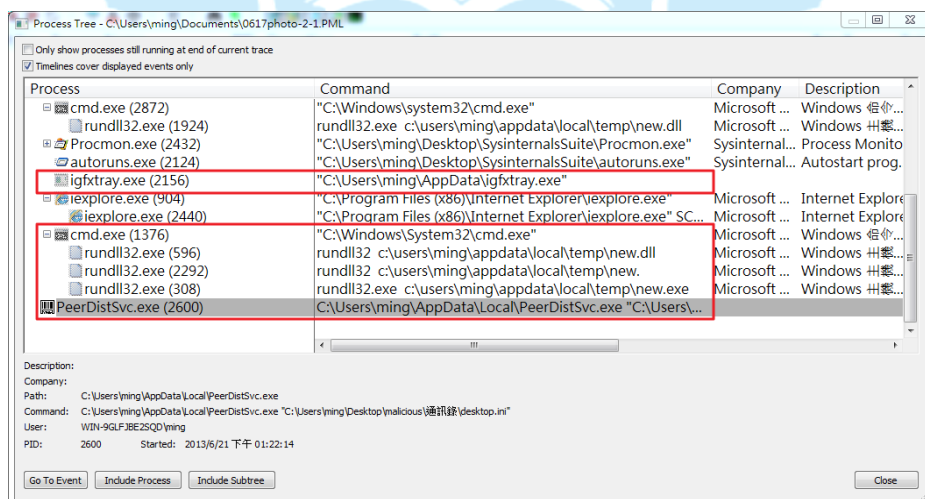 Process Tree - C:\Users\ming\Documents\0617photo-2-1.PML
Only show processes still running at end of current trace
Timelines cover displayed events only
Process Command Company Description
cmd.exe (2872) "C:\Windows\system32\cmd.exe" Microsoft ... Windows
rundll32.exe (1924) rundll32.exe c:\users\ming\appdata\local\temp\new.dll Microsoft ... Windows
Procmon.exe (2432) "C:\Users\ming\Desktop\SysinternalsSuite\Procmon.exe" Sysinternal... Process Monito
autoruns.exe (2124) "C:\Users\ming\Desktop\SysinternalsSuite\autoruns.exe" Sysinternal... Autostart prog.
igfxtray.exe (2156) "C:\Users\ming\AppData\igfxtray.exe"
iexplore.exe (904) "C:\Program Files (x86)\Internet Explorer\iexplore.exe" Microsoft ... Internet Explore
iexplore.exe (2440) "C:\Program Files (x86)\Internet Explorer\iexplore.exe" SC... Microsoft ... Internet Explore
cmd.exe (1376) "C:\Windows\System32\cmd.exe" Microsoft ... Windows
rundll32.exe (596) rundll32 c:\users\ming\appdata\local\temp\new.dll Microsoft ... Windows
rundll32.exe (2292) rundll32 c:\users\ming\appdata\local\temp\new. Microsoft ... Windows
rundll32.exe (308) rundll32.exe c:\users\ming\appdata\local\temp\new.exe Microsoft ... Windows
PeerDistSvc.exe (2600) C:\Users\ming\AppData\Local\PeerDistSvc.exe "C:\Users\...
Description:
Company:
Path: C:\Users\ming\AppData\Local\PeerDistSvc.exe
Command: C:\Users\ming\AppData\Local\PeerDistSvc.exe "C:\Users\ming\Desktop\malicious\通訊錄\desktop.ini"
User: WIN-9GLFJBE2SQD\ming
PID: 2600 Started: 2013/6/21 下午 01:22:14
Go To Event Include Process Include Subtree Close